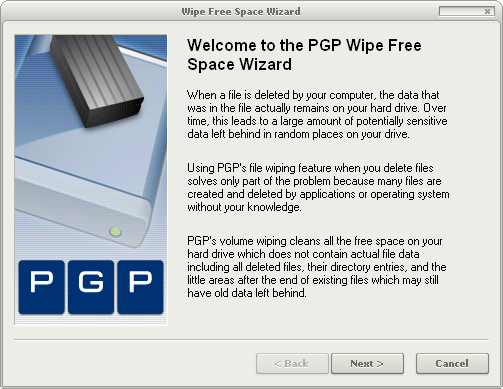 Wipe Free Space Wizard
Welcome to the PGP Wipe Free
Space Wizard
When a file is deleted by your computer, the data that
was in the file actually remains on your hard drive. Over
time, this leads to a large amount of potentially sensitive
data left behind in random places on your drive.
Using PGP's file wiping feature when you delete files
solves only part of the problem because many files are
created and deleted by applications or operating system
without your knowledge.
PGP's volume wiping cleans all the free space on your
hard drive which does not contain actual file data
including all deleted files, their directory entries, and the
little areas after the end of existing files which may still
have old data left behind.
P G P
< Back Next > Cancel